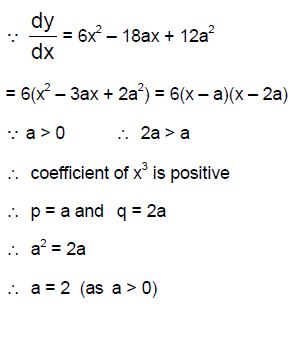 ∵ dy/dx = 6x² – 18ax + 12a²
= 6(x² – 3ax + 2a²) = 6(x – a)(x – 2a)
∵ a > 0 ∴ 2a > a
∴ coefficient of x³ is positive
∴ p = a and q = 2a
∴ a² = 2a
∴ a = 2 (as a > 0)